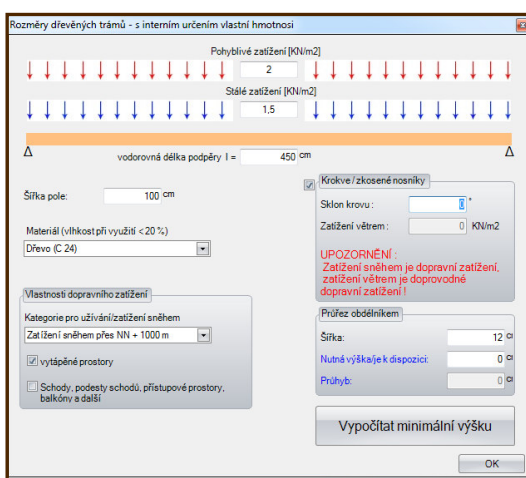 Rozměry dřevěných trámů - s interním určením vlastní hmotnosi
Pohyblivé zatížení [KN/m2]
2
Stálé zatížení [KN/m2]
1,5
vodorovná délka podpěry l = 450 cm
Šířka pole: 100 cm
Materiál (vlhkost při využití < 20 %)
Dřevo (C 24)
Vlastnosti dopravního zatížení
Kategorie pro užívání/zatížení sněhem
Zatížení sněhem přes NN + 1000 m
vytápěné prostory
Schody, podesty schodů, přístupové prostory,
balkóny a další
Krokve/zkosené nosníky
Sklon krovu : 0 °
Zatížení větrem : 0 KN/m2
UPOZORNĚNÍ :
Zatížení sněhem je dopravní zatížení,
zatížení větrem je doprovodné
dopravní zatížení !
Průřez obdélníkem
Šířka: 12 cm
Nutná výška/je k dispozici: 0 cm
Průhyb: 0 cm
Vypočítat minimální výšku
OK